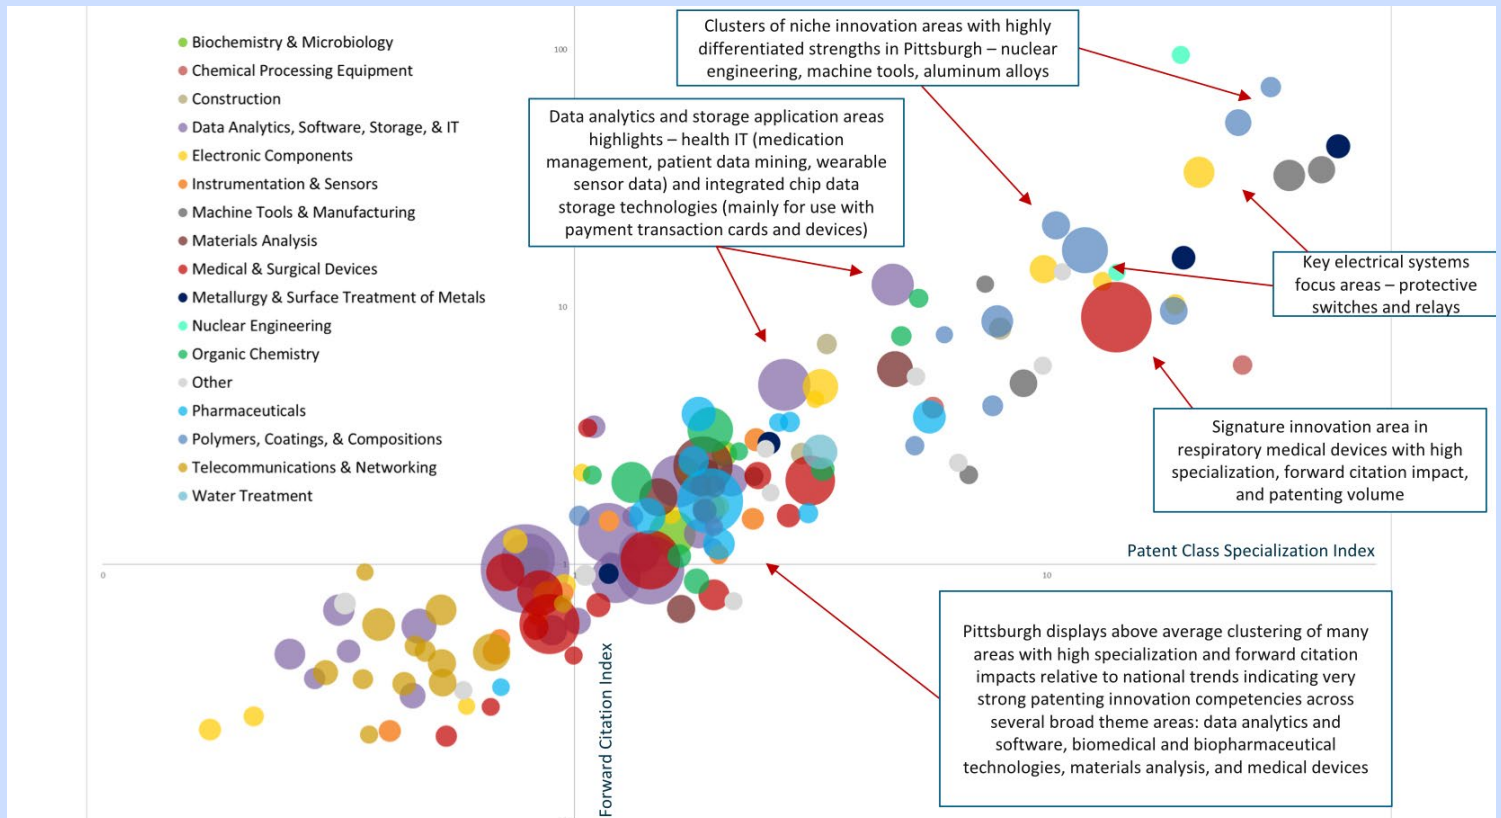 Biochemistry & Microbiology
Chemical Processing Equipment
Construction
Data Analytics, Software, Storage, & IT
Electronic Components
Instrumentation & Sensors
Machine Tools & Manufacturing
Materials Analysis
Medical & Surgical Devices
Metallurgy & Surface Treatment of Metals
Nuclear Engineering
Organic Chemistry
Other
Pharmaceuticals
Polymers, Coatings, & Compositions
Telecommunications & Networking
Water Treatment
100
10
1
0
10
Clusters of niche innovation areas with highly
differentiated strengths in Pittsburgh – nuclear
engineering, machine tools, aluminum alloys
Data analytics and storage application areas
highlights – health IT (medication
management, patient data mining, wearable
sensor data) and integrated chip data
storage technologies (mainly for use with
payment transaction cards and devices)
Key electrical systems
focus areas – protective
switches and relays
Signature innovation area in
respiratory medical devices with high
specialization, forward citation impact,
and patenting volume
Patent Class Specialization Index
Forward Citation Index
Pittsburgh displays above average clustering of many
areas with high specialization and forward citation
impacts relative to national trends indicating very
strong patenting innovation competencies across
several broad theme areas: data analytics and
software, biomedical and biopharmaceutical
technologies, materials analysis, and medical devices